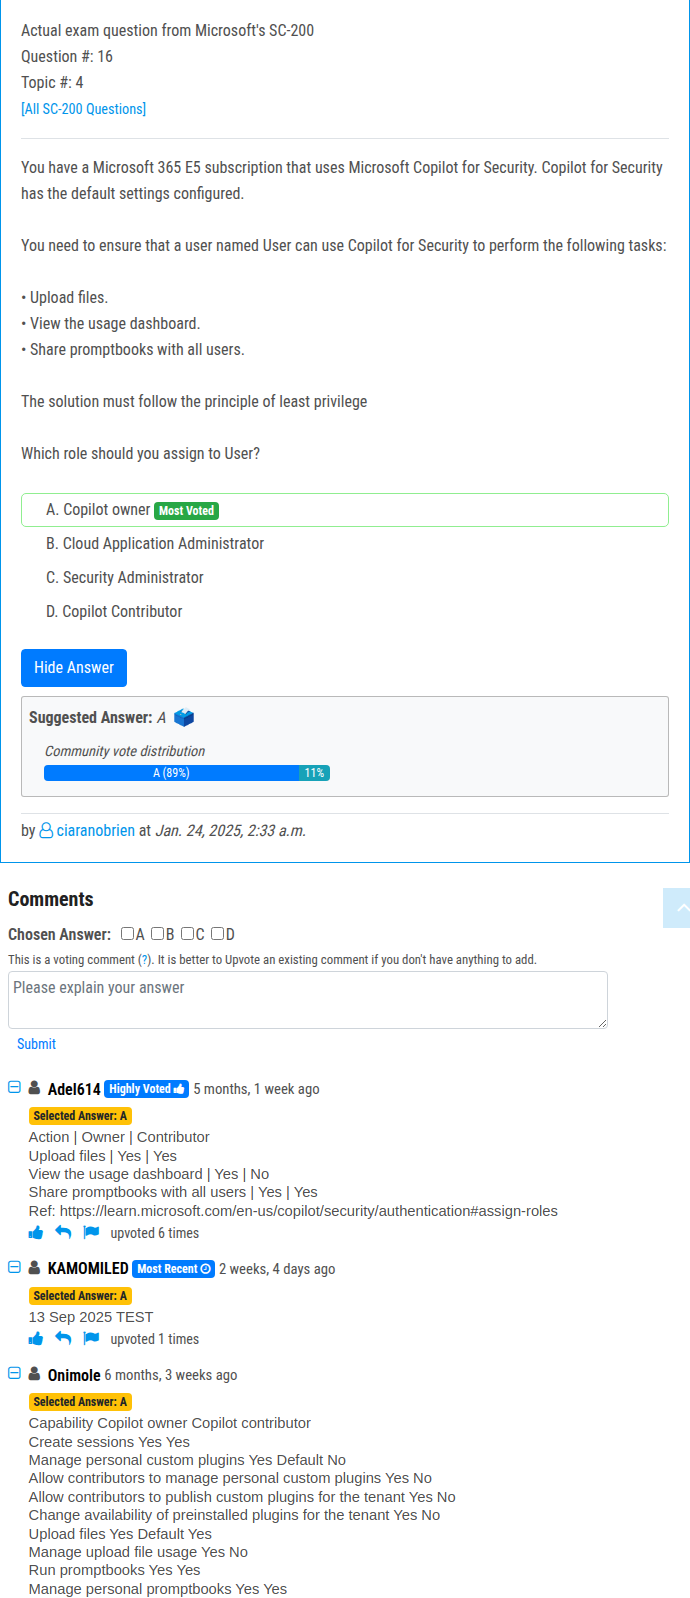 Actual exam question from Microsoft's SC-200
Question #: 16
Topic #: 4
[All SC-200 Questions]
You have a Microsoft 365 E5 subscription that uses Microsoft Copilot for Security. Copilot for Security
has the default settings configured.
You need to ensure that a user named User can use Copilot for Security to perform the following tasks:
• Upload files.
• View the usage dashboard.
• Share promptbooks with all users.
The solution must follow the principle of least privilege
Which role should you assign to User?
A. Copilot owner Most Voted
B. Cloud Application Administrator
C. Security Administrator
D. Copilot Contributor
Hide Answer
Suggested Answer: A
Community vote distribution
A (89%) 11%
by ciaranobrien at Jan. 24, 2025, 2:33 a.m.
Comments
Chosen Answer: A B C D
This is a voting comment (?). It is better to Upvote an existing comment if you don't have anything to add.
Please explain your answer
Submit
Adel614 Highly Voted 5 months, 1 week ago
Selected Answer: A
Action | Owner | Contributor
Upload files | Yes | Yes
View the usage dashboard | Yes | No
Share promptbooks with all users | Yes | Yes
Ref: https://learn.microsoft.com/en-us/copilot/security/authentication#assign-roles
upvoted 6 times
KAMOMILED Most Recent 2 weeks, 4 days ago
Selected Answer: A
13 Sep 2025 TEST
upvoted 1 times
Onimole 6 months, 3 weeks ago
Selected Answer: A
Capability Copilot owner Copilot contributor
Create sessions Yes Yes
Manage personal custom plugins Yes Default No
Allow contributors to manage personal custom plugins Yes No
Allow contributors to publish custom plugins for the tenant Yes No
Change availability of preinstalled plugins for the tenant Yes No
Upload files Yes Default Yes
Manage upload file usage Yes No
Run promptbooks Yes Yes
Manage personal promptbooks Yes Yes